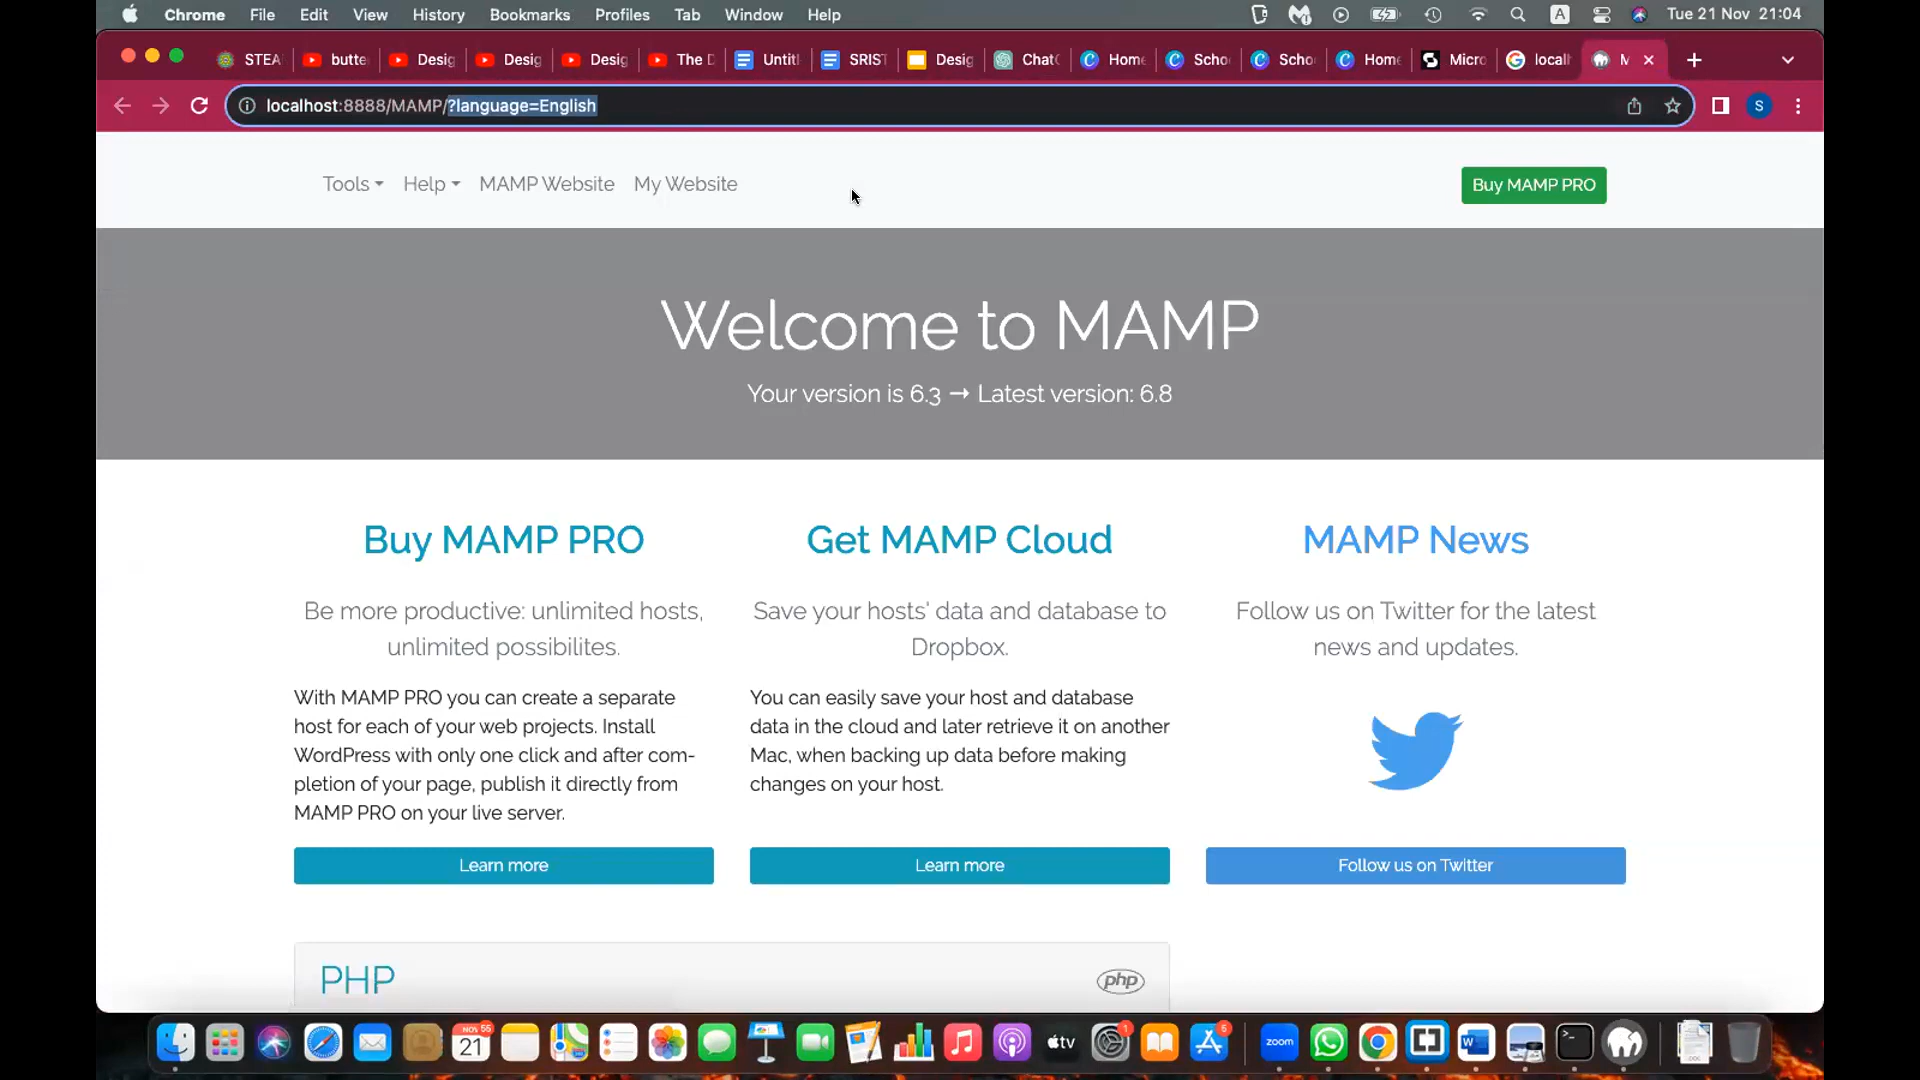 Chrome File Edit View History Bookmarks Profiles Tab Window Help A Tue 21 Nov 21:04
STEA butte Desig Desig Desig The D Untitl SRIST Desig ChatG Home Schoo Schoo Home Micro localh M
localhost:8888/MAMP/?language=English S
Tools Help MAMP Website My Website Buy MAMP PRO
Welcome to MAMP
Your version is 6.3 → Latest version: 6.8
Buy MAMP PRO
Be more productive: unlimited hosts,
unlimited possibilites.
With MAMP PRO you can create a separate
host for each of your web projects. Install
WordPress with only one click and after com-
pletion of your page, publish it directly from
MAMP PRO on your live server.
Learn more
Get MAMP Cloud
Save your hosts' data and database to
Dropbox.
You can easily save your host and database
data in the cloud and later retrieve it on another
Mac, when backing up data before making
changes on your host.
Learn more
MAMP News
Follow us on Twitter for the latest
news and updates.
Follow us on Twitter
PHP php
NOV 21 tv 1 5 zoom W